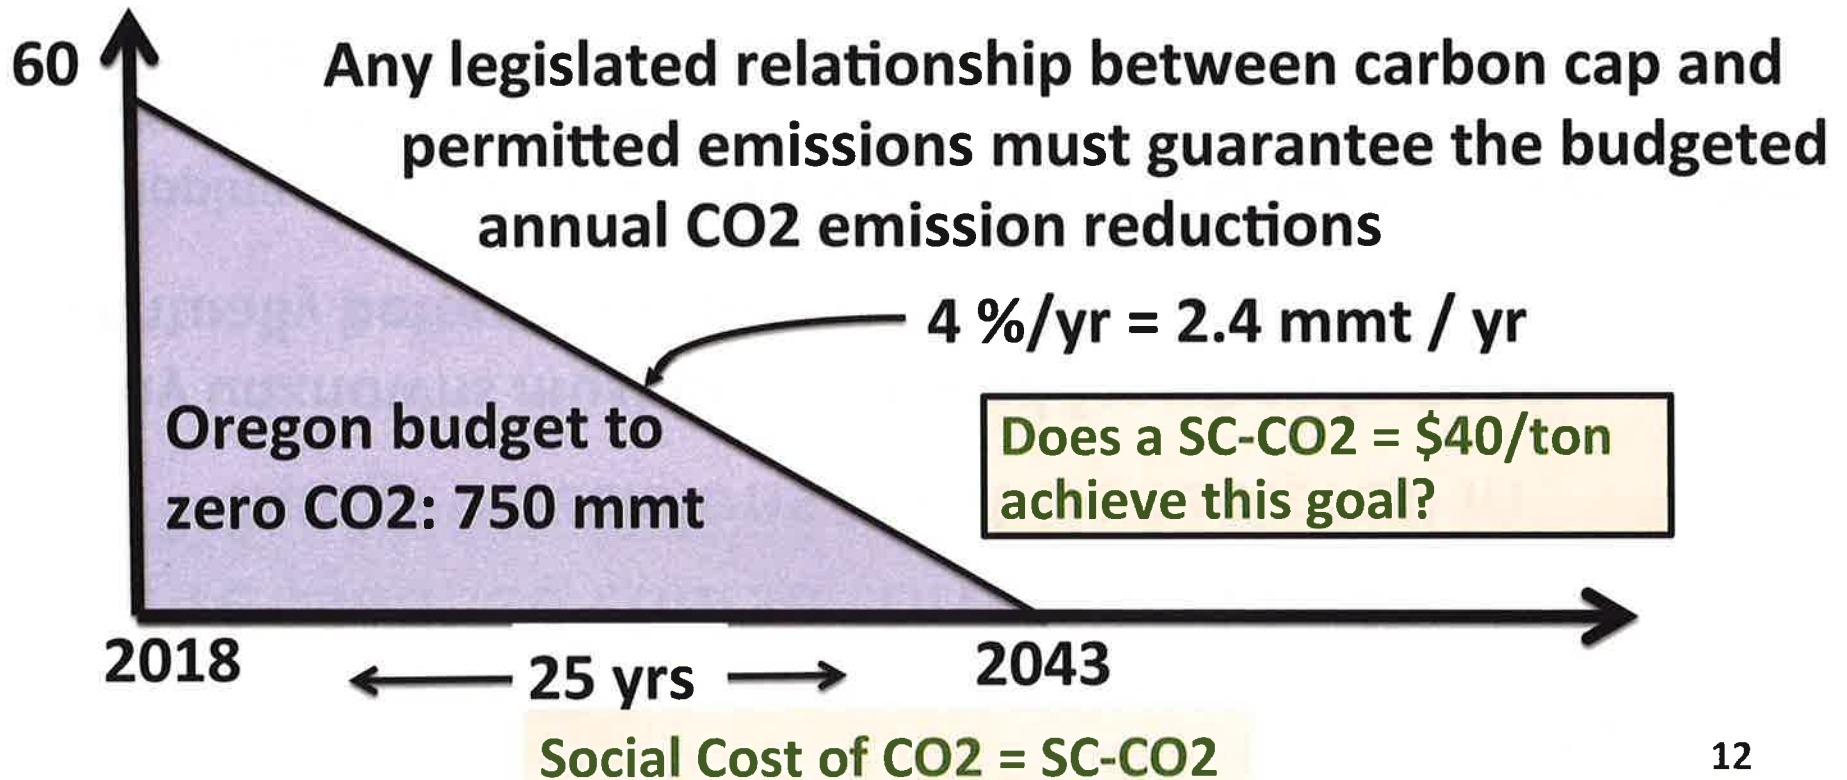 60
Any legislated relationship between carbon cap and
permitted emissions must guarantee the budgeted
annual CO2 emission reductions
4 %/yr = 2.4 mmt / yr
Oregon budget to
zero CO2: 750 mmt
Does a SC-CO2 = $40/ton
achieve this goal?
2018
25 yrs
2043
Social Cost of CO2 = SC-CO2
12